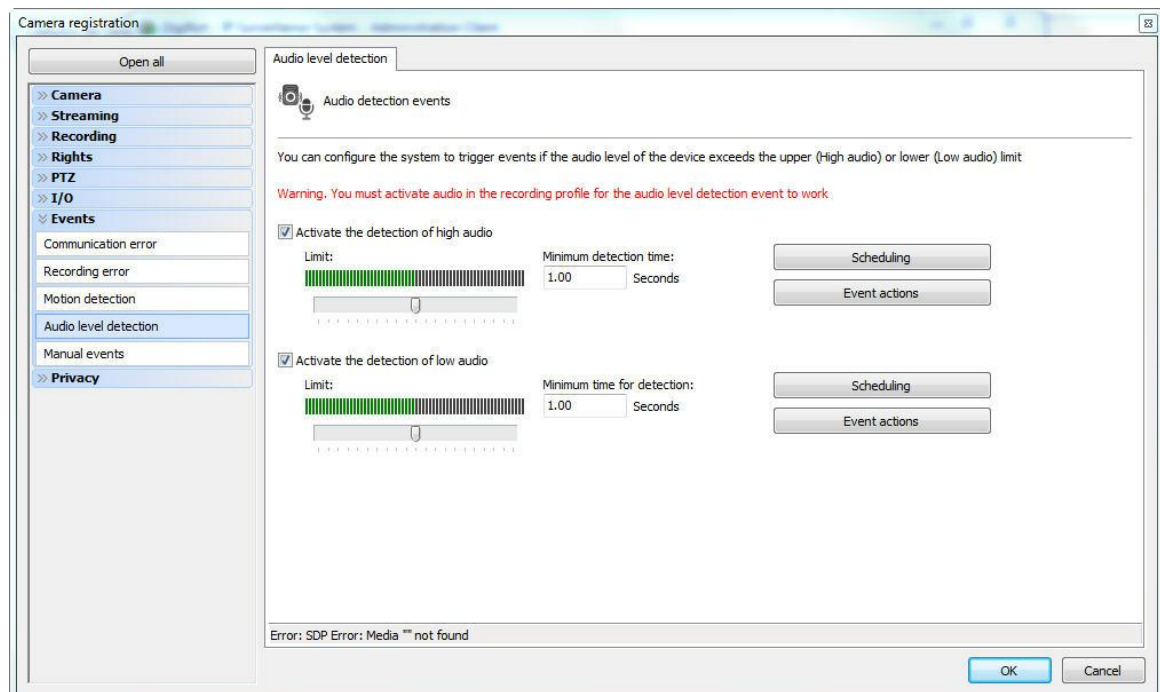 Camera registration
Open all
Camera
Streaming
Recording
Rights
PTZ
I/O
Events
Communication error
Recording error
Motion detection
Audio level detection
Manual events
Privacy
Audio level detection
Audio detection events
You can configure the system to trigger events if the audio level of the device exceeds the upper (High audio) or lower (Low audio) limit
Warning. You must activate audio in the recording profile for the audio level detection event to work
Activate the detection of high audio
Limit:
Minimum detection time:
1.00 Seconds
Scheduling
Event actions
Activate the detection of low audio
Limit:
Minimum time for detection:
1.00 Seconds
Scheduling
Event actions
Error: SDP Error: Media "" not found
OK Cancel